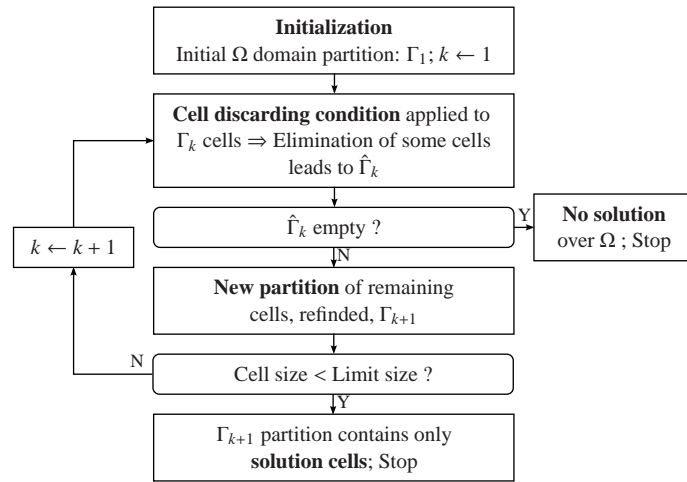 Initialization
Initial Ω domain partition: Γ₁; k ← 1
Cell discarding condition applied to
Γₖ cells ⇒ Elimination of some cells
leads to Γ̂ₖ
Γ̂ₖ empty ?
Y
No solution
over Ω ; Stop
k ← k + 1
N
New partition of remaining
cells, refinded, Γₖ₊₁
N
Cell size < Limit size ?
Y
Γₖ₊₁ partition contains only
solution cells; Stop